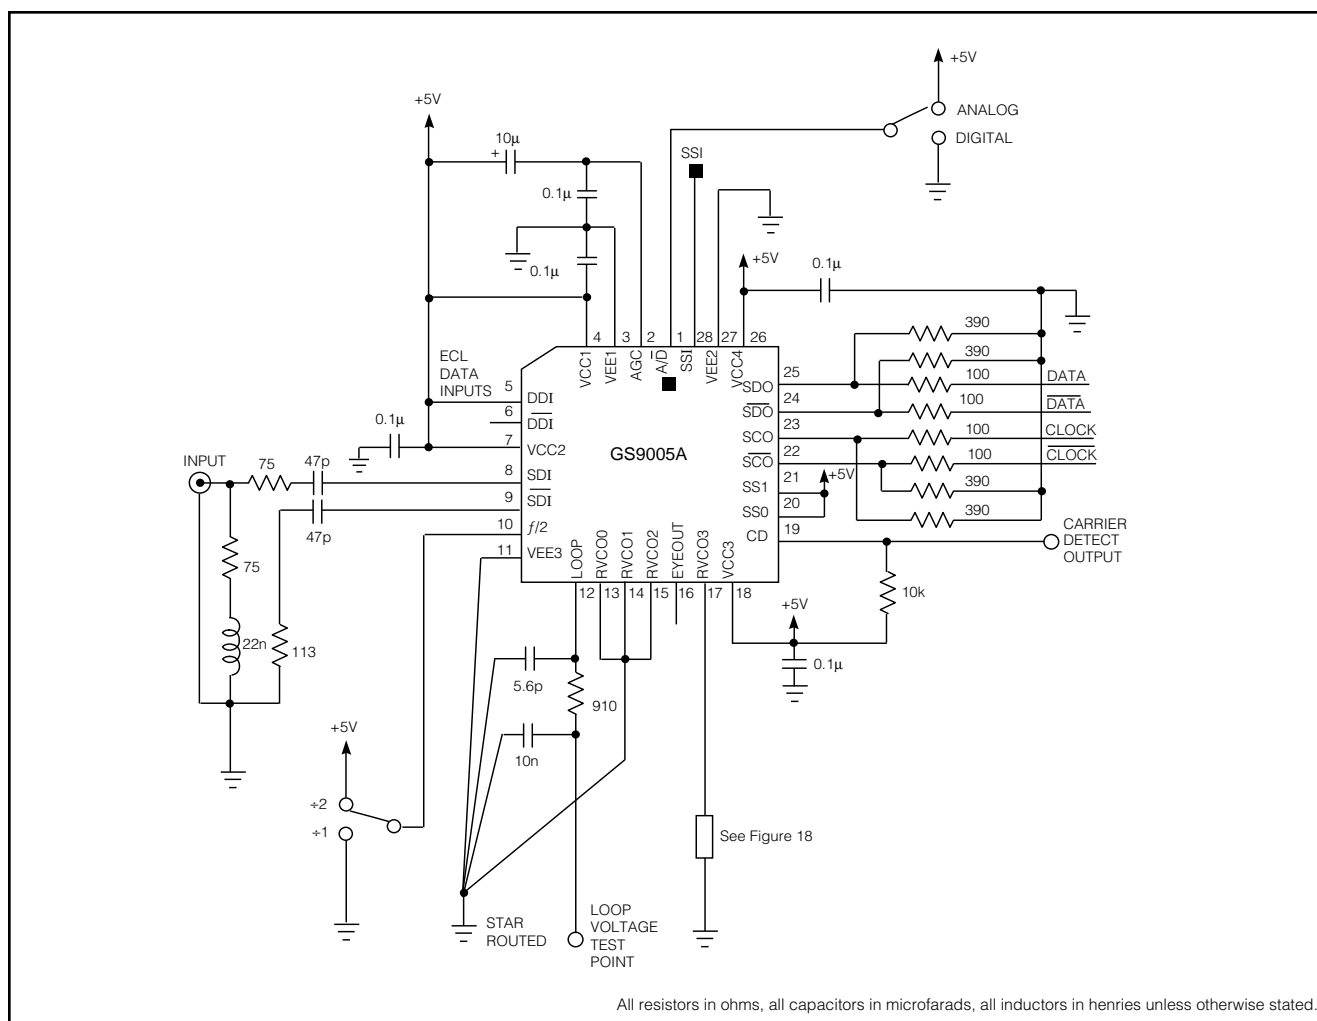 +5V
ANALOG
DIGITAL
+5V
10µ
+
SSI
0.1µ
0.1µ
+5V
0.1µ
390
390
100
DATA
100
DATA
100
CLOCK
100
CLOCK
390
390
4
3
2
1
28
27
26
VCC1
VEE1
AGC
A/D
SSI
VEE2
VCC4
ECL
DATA
INPUTS
5
DDI
6
DDI
7
VCC2
8
SDI
9
SDI
10
f/2
11
VEE3
0.1µ
INPUT
75
47p
47p
75
22n
113
GS9005A
25
SDO
24
SDO
23
SCO
22
SCO
21
SS1
20
SS0
19
CD
+5V
CARRIER
DETECT
OUTPUT
LOOP
RVCO0
RVCO1
RVCO2
EYEOUT
RVCO3
VCC3
12
13
14
15
16
17
18
10k
+5V
0.1µ
5.6p
910
10n
+5V
÷2
÷1
See Figure 18
STAR
ROUTED
LOOP
VOLTAGE
TEST
POINT
All resistors in ohms, all capacitors in microfarads, all inductors in henries unless otherwise stated.